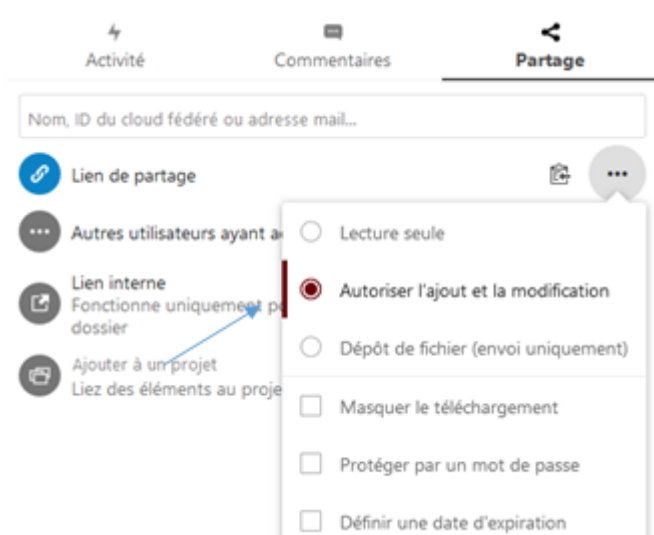 Activité
Commentaires
Partage
Nom, ID du cloud fédéré ou adresse mail...
Lien de partage
Autres utilisateurs ayant
Lecture seule
Lien interne
Fonctionne uniquement
dossier
Autoriser l'ajout et la modification
Ajouter à un projet
Liez des éléments au
Dépôt de fichier (envoi uniquement)
Masquer le téléchargement
Protéger par un mot de passe
Définir une date d'expiration